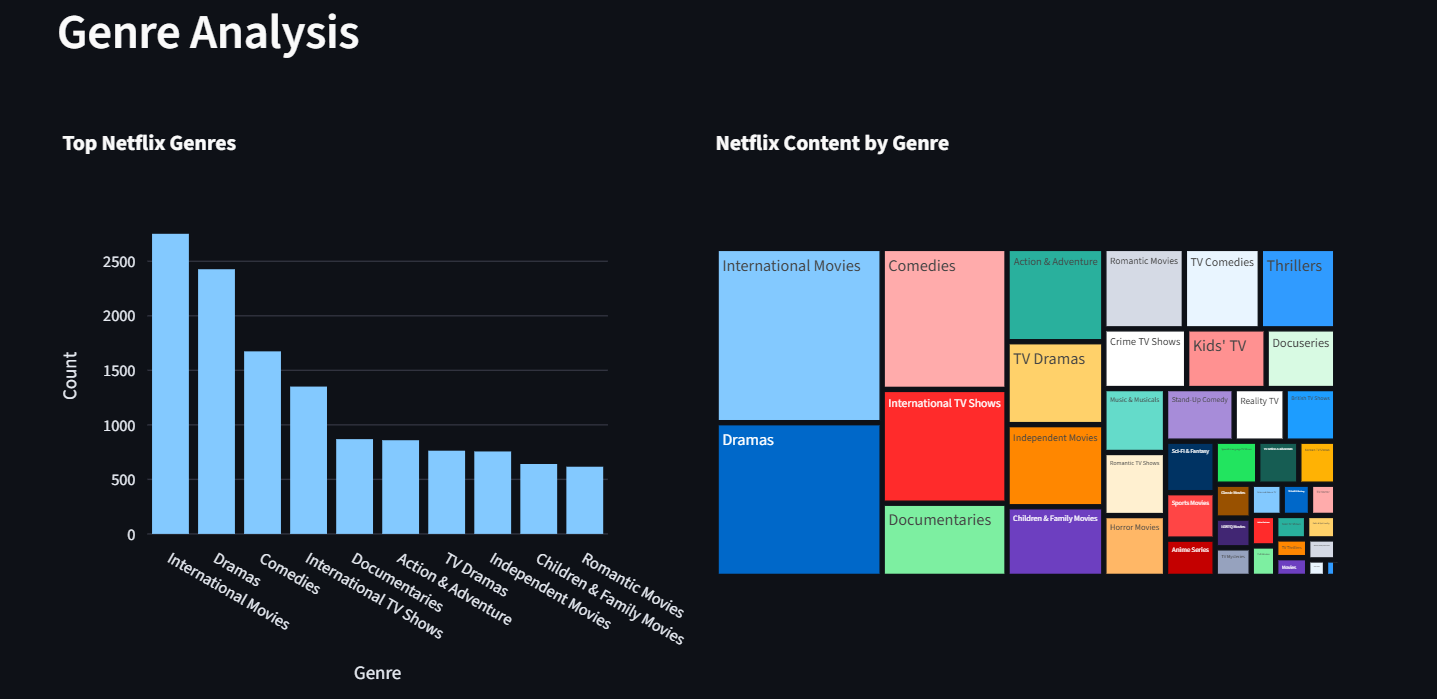 Genre Analysis
Top Netflix Genres
2500
2000
1500
1000
500
0
Count
International Movies
Dramas
Comedies
International TV Shows
Documentaries
Action & Adventure
TV Dramas
Independent Movies
Children & Family Movies
Romantic Movies
Genre
Netflix Content by Genre
International Movies
Dramas
Comedies
International TV Shows
Documentaries
Action & Adventure
TV Dramas
Independent Movies
Children & Family Movies
Romantic Movies
TV Comedies
Thrillers
Crime TV Shows
Kids' TV
Docuseries
Music & Musicals
Romantic TV Shows
Horror Movies
Stand-Up Comedy
Reality TV
British TV Shows
Sci-Fi & Fantasy
Sports Movies
Anime Series
Classic Movies
LGBTQ Movies
TV Mysteries
TV Thrillers
Movies